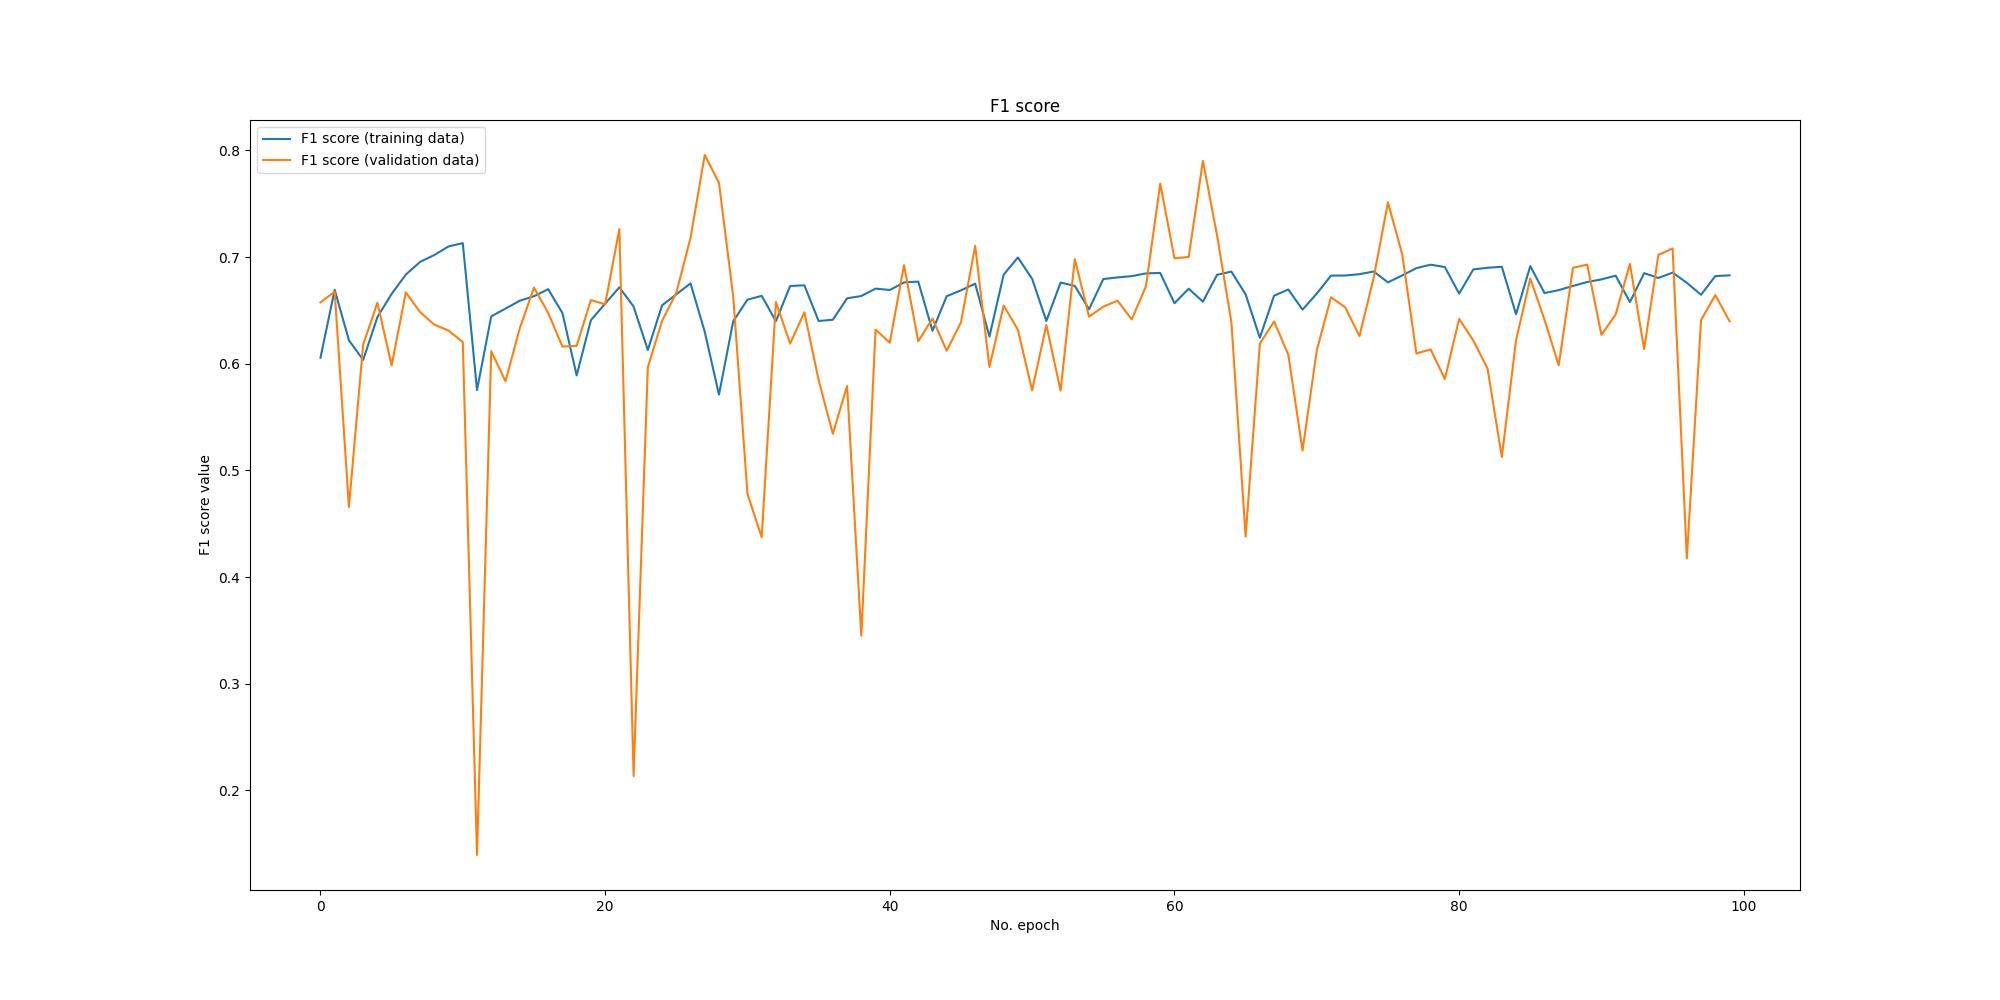 F1 score
F1 score (training data)
F1 score (validation data)
0.8
0.7
0.6
0.5
0.4
0.3
0.2
F1 score value
0 20 40 60 80 100
No. epoch